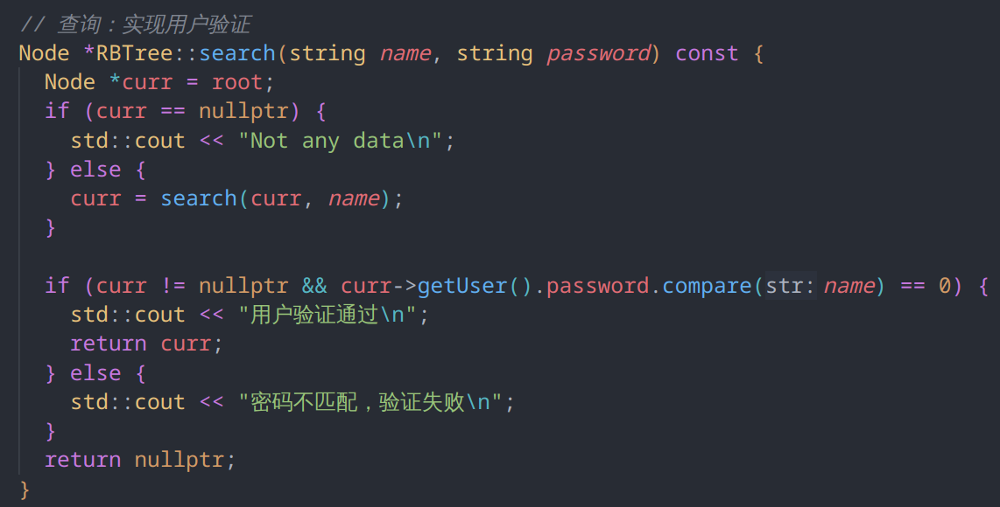 // 查询：实现用户验证
Node *RBTree::search(string name, string password) const {
  Node *curr = root;
  if (curr == nullptr) {
    std::cout << "Not any data\n";
  } else {
    curr = search(curr, name);
  }

  if (curr != nullptr && curr->getUser().password.compare(str: name) == 0) {
    std::cout << "用户验证通过\n";
    return curr;
  } else {
    std::cout << "密码不匹配，验证失败\n";
  }
  return nullptr;
}